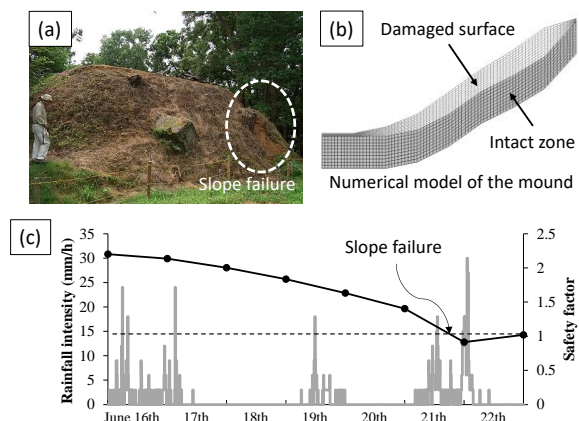 (a)
Slope failure
(b)
Damaged surface
Intact zone
Numerical model of the mound
(c)
Slope failure
Rainfall intensity (mm/h)
35
30
25
20
15
10
5
0
Safety factor
2.5
2
1.5
1
0.5
0
June 16th 17th 18th 19th 20th 21th 22th